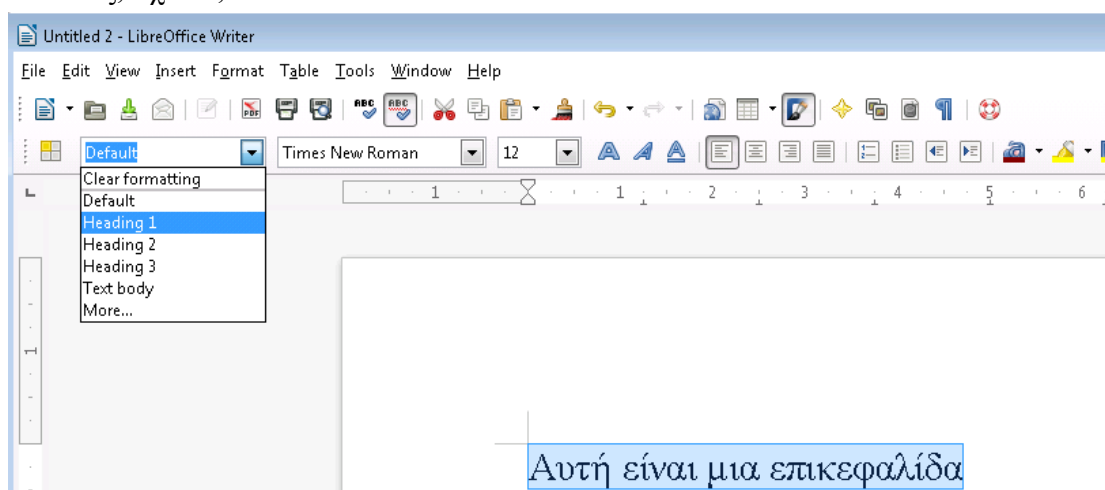 Untitled 2 - LibreOffice Writer
File Edit View Insert Format Table Tools Window Help
Default Times New Roman 12
Clear formatting
Default
Heading 1
Heading 2
Heading 3
Text body
More...
1 1 2 3 4 5 6
1
Αυτή είναι μια επικεφαλίδα